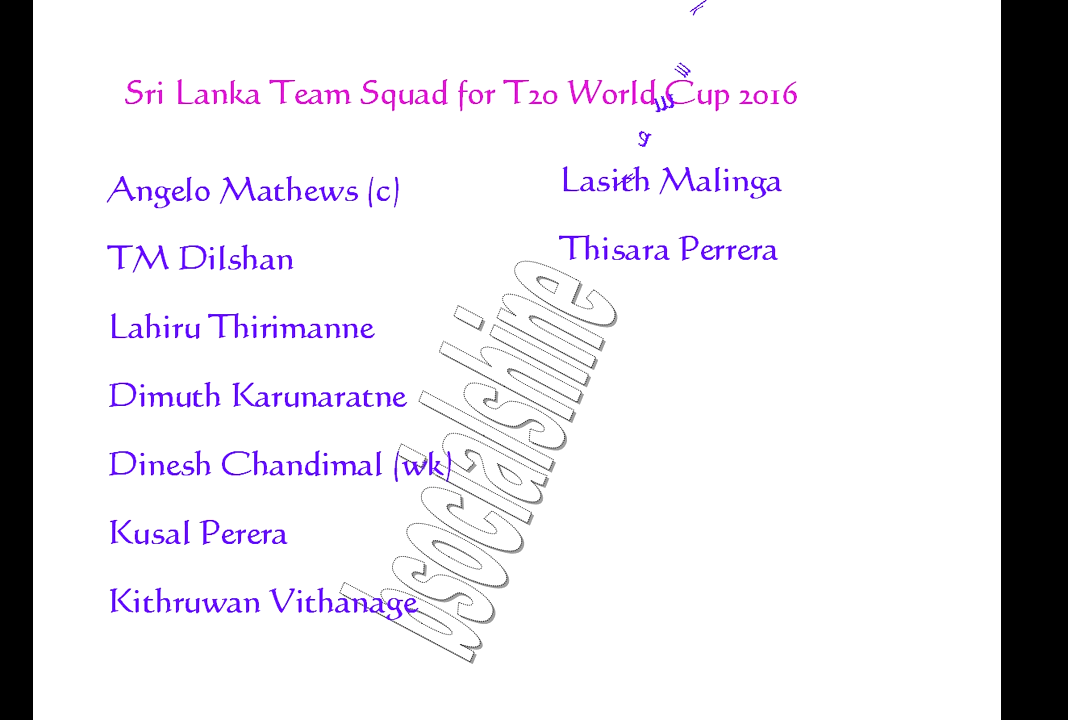 Sri Lanka Team Squad for T20 World Cup 2016
Angelo Mathews (c)
TM Dilshan
Lahiru Thirimanne
Dimuth Karunaratne
Dinesh Chandimal (wk)
Kusal Perera
Kithruwan Vithanage
Lasith Malinga
Thisara Perrera
bsocialshine